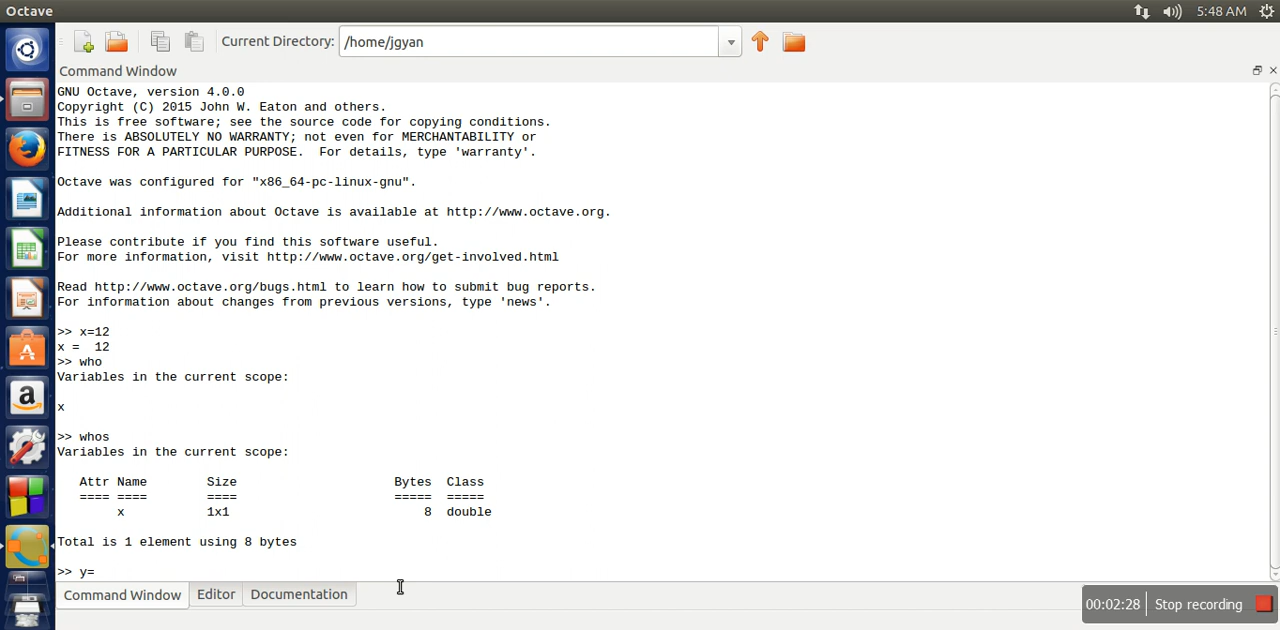 Octave
5:48 AM
Current Directory: /home/jgyan
Command Window
GNU Octave, version 4.0.0
Copyright (C) 2015 John W. Eaton and others.
This is free software; see the source code for copying conditions.
There is ABSOLUTELY NO WARRANTY; not even for MERCHANTABILITY or
FITNESS FOR A PARTICULAR PURPOSE.  For details, type 'warranty'.
Octave was configured for "x86_64-pc-linux-gnu".
Additional information about Octave is available at http://www.octave.org.
Please contribute if you find this software useful.
For more information, visit http://www.octave.org/get-involved.html
Read http://www.octave.org/bugs.html to learn how to submit bug reports.
For information about changes from previous versions, type 'news'.
>> x=12
x =  12
>> who
Variables in the current scope:
x
>> whos
Variables in the current scope:
Attr Name        Size                     Bytes  Class
==== ====        ====                     =====  =====
x           1x1                          8  double
Total is 1 element using 8 bytes
>> y=
Command Window Editor Documentation
00:02:28 Stop recording